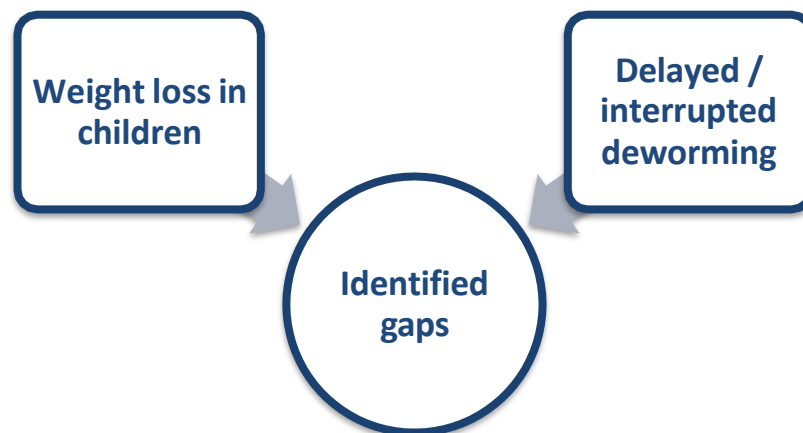 Weight loss in
children
Delayed /
interrupted
deworming
Identified
gaps